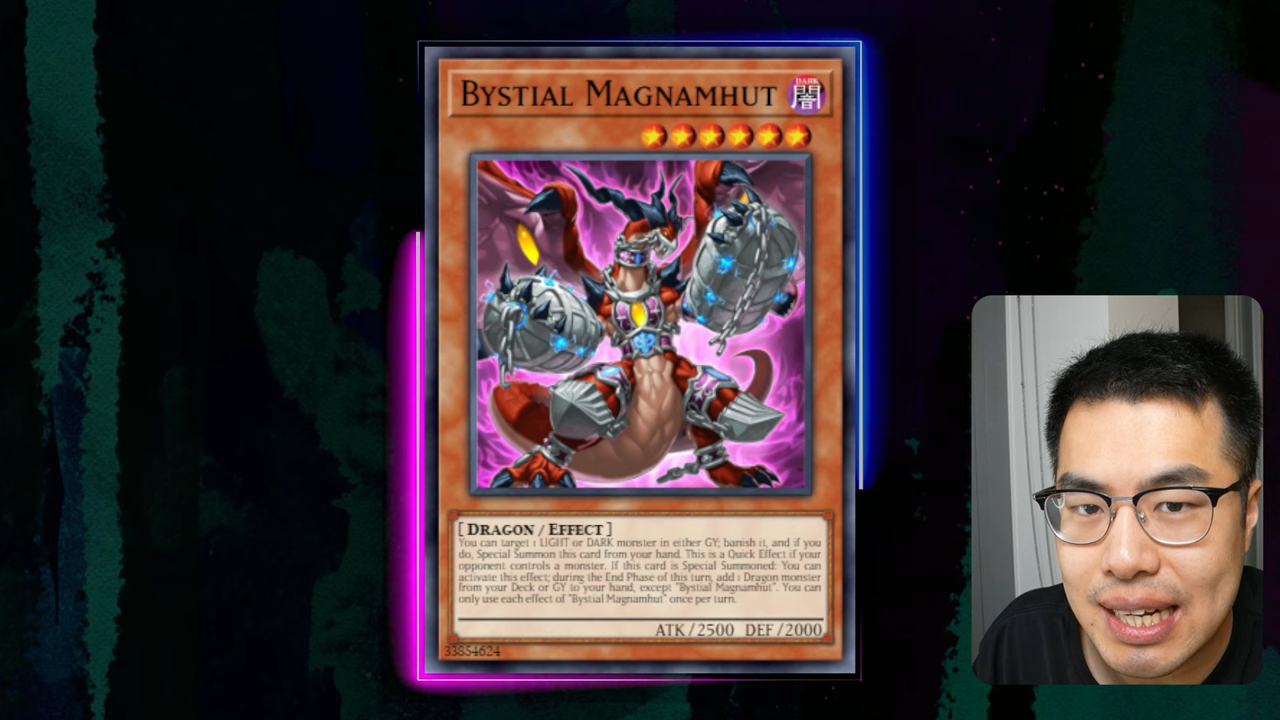 Bystial Magnamhut
DARK
闇
[ Dragon / Effect ]
You can target 1 LIGHT or DARK monster in either GY; banish it, and if you
do, Special Summon this card from your hand. This is a Quick Effect if your
opponent controls a monster. If this card is Special Summoned: You can
activate this effect; during the End Phase of this turn, add 1 Dragon monster
from your Deck or GY to your hand, except "Bystial Magnamhut". You can
only use each effect of "Bystial Magnamhut" once per turn.
ATK / 2500 DEF / 2000
33854624